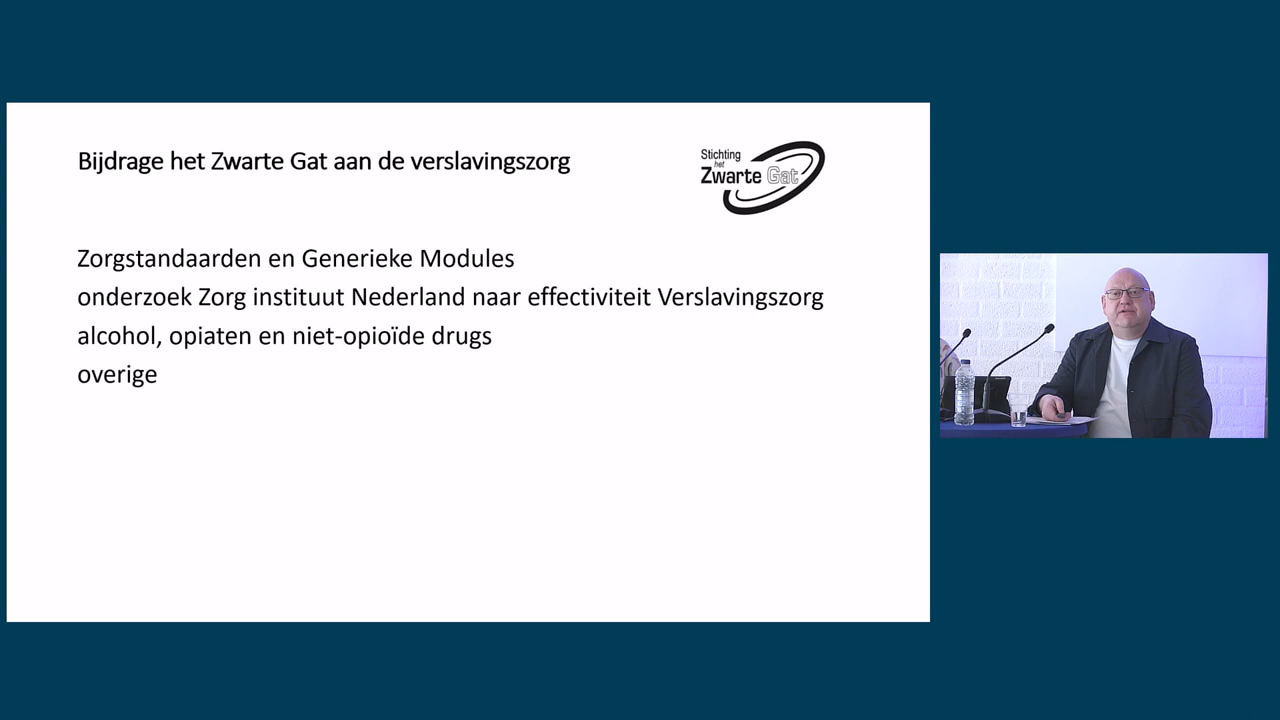 Bijdrage het Zwarte Gat aan de verslavingszorg
Stichting
het
Zwarte Gat
Zorgstandaarden en Generieke Modules
onderzoek Zorg instituut Nederland naar effectiviteit Verslavingszorg
alcohol, opiaten en niet-opioïde drugs
overige